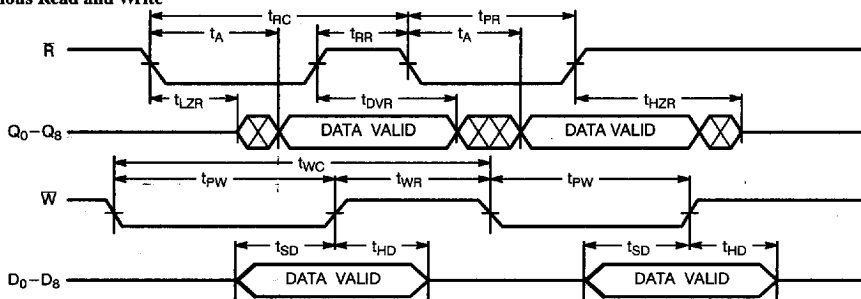 ious Read and Write
tRC tPR
tA tRR tA
R̅
tLZR tDVR tHZR
Q0–Q8 DATA VALID DATA VALID
tWC
tPW tWR tPW
W̅
tSD tHD tSD tHD
D0–D8 DATA VALID DATA VALID